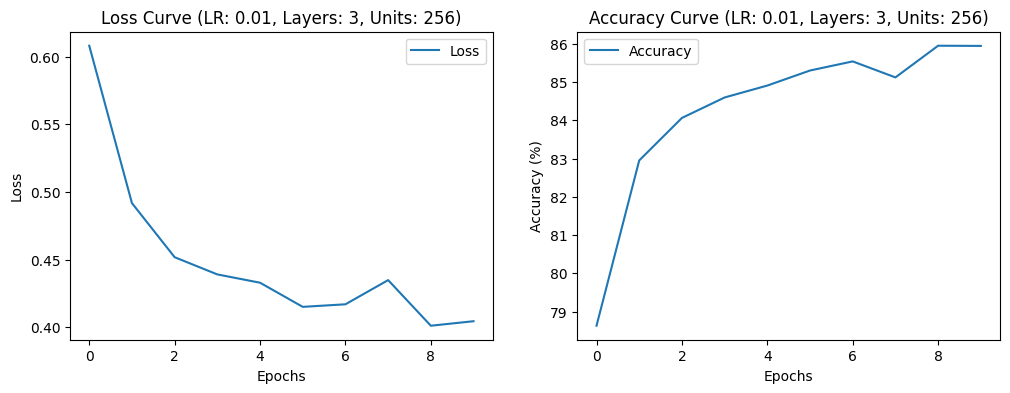 Loss Curve (LR: 0.01, Layers: 3, Units: 256)
Loss
0.60
0.55
0.50
0.45
0.40
Loss
0 2 4 6 8
Epochs
Accuracy Curve (LR: 0.01, Layers: 3, Units: 256)
Accuracy
86
85
84
83
82
81
80
79
Accuracy (%)
0 2 4 6 8
Epochs